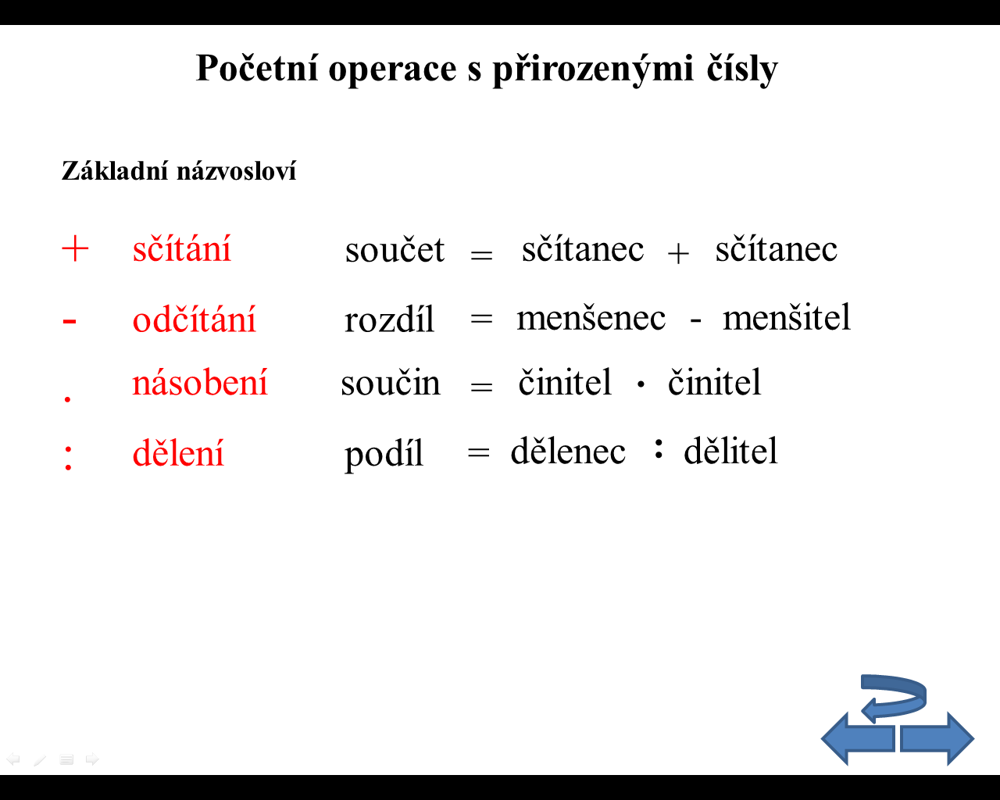 Početní operace s přirozenými čísly
Základní názvosloví
+ sčítání součet = sčítanec + sčítanec
- odčítání rozdíl = menšenec - menšitel
. násobení součin = činitel · činitel
: dělení podíl = dělenec : dělitel